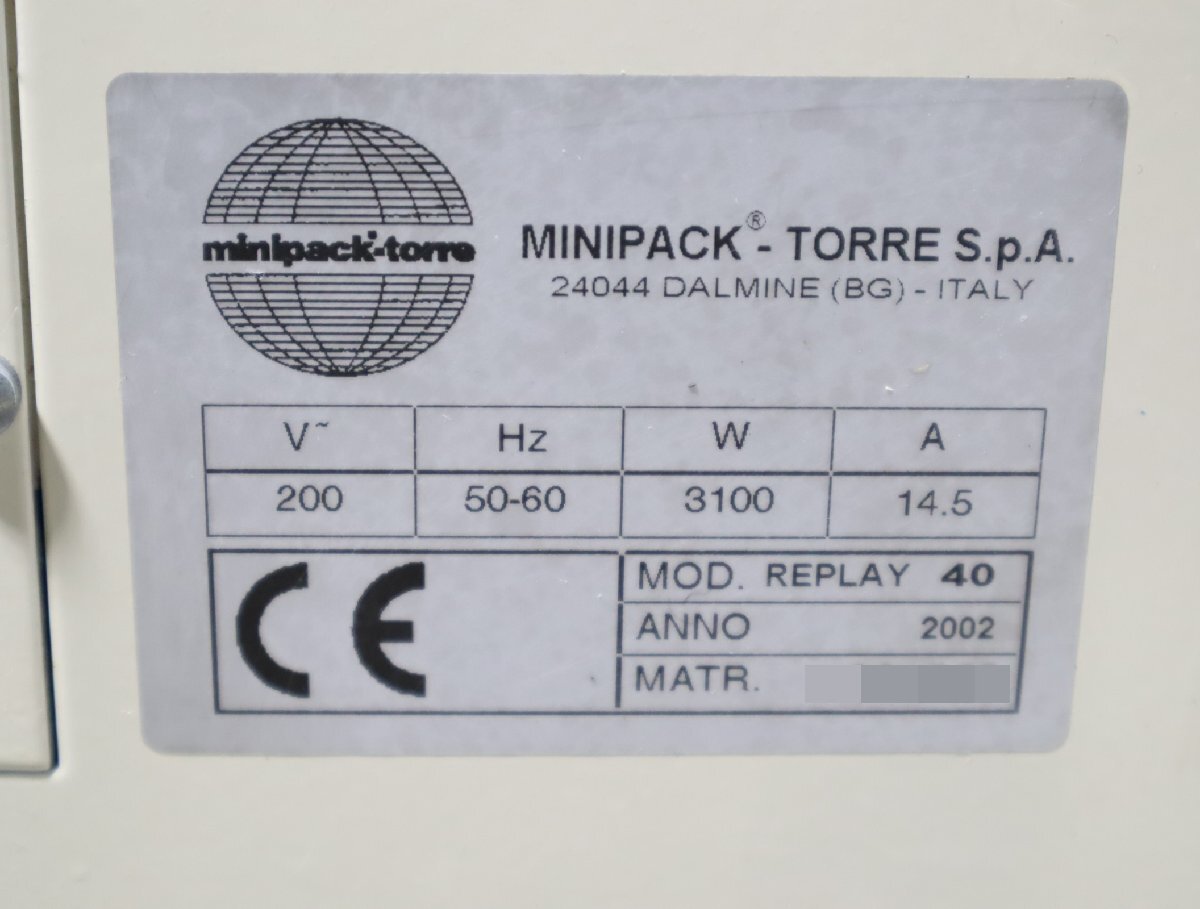 minipack-torre
MINIPACK® - TORRE S.p.A.
24044 DALMINE (BG) - ITALY
V~ Hz W A
200 50-60 3100 14.5
CE
MOD. REPLAY 40
ANNO 2002
MATR.